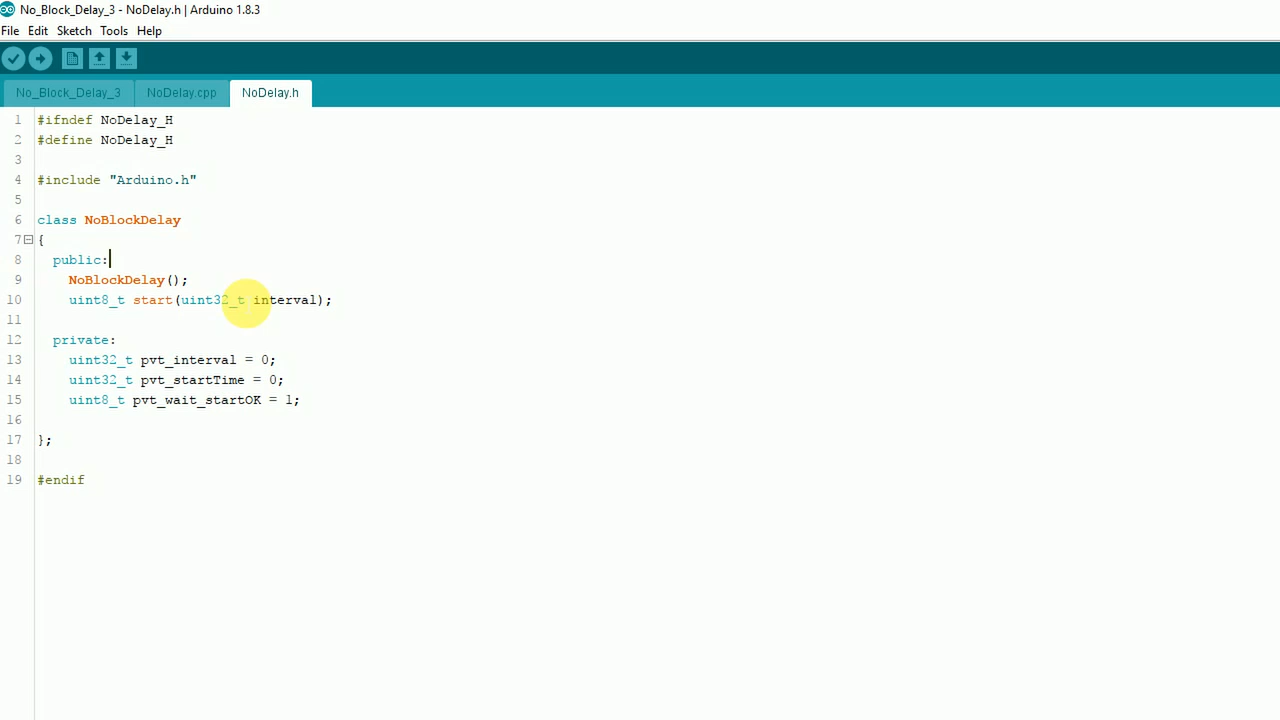 No_Block_Delay_3 - NoDelay.h | Arduino 1.8.3
File Edit Sketch Tools Help
No_Block_Delay_3 NoDelay.cpp NoDelay.h
1 #ifndef NoDelay_H
2 #define NoDelay_H
3
4 #include "Arduino.h"
5
6 class NoBlockDelay
7 {
8 public:
9 NoBlockDelay();
10 uint8_t start(uint32_t interval);
11
12 private:
13 uint32_t pvt_interval = 0;
14 uint32_t pvt_startTime = 0;
15 uint8_t pvt_wait_startOK = 1;
16
17 };
18
19 #endif